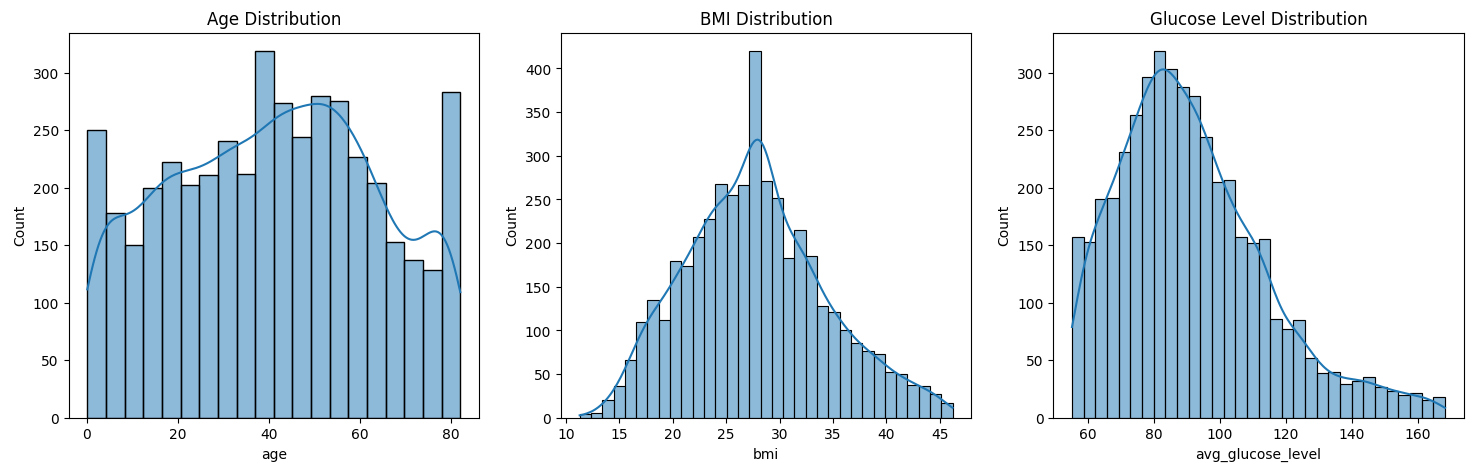 Age Distribution
300
250
200
150
100
50
0
Count
0 20 40 60 80
age
BMI Distribution
400
350
300
250
200
150
100
50
0
Count
10 15 20 25 30 35 40 45
bmi
Glucose Level Distribution
300
250
200
150
100
50
0
Count
60 80 100 120 140 160
avg_glucose_level